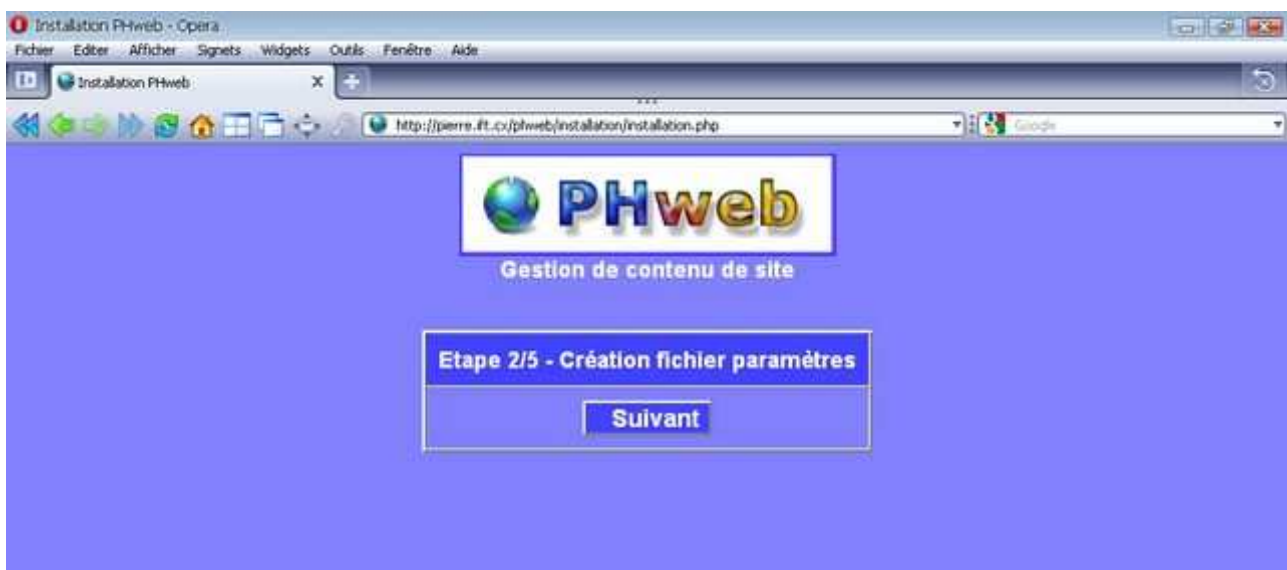 Installation PHweb - Opera
Fichier Editer Afficher Signets Widgets Outils Fenêtre Aide
Installation PHweb
http://pierre.ift.cx/phweb/installation/installation.php Google
PHweb
Gestion de contenu de site
Etape 2/5 - Création fichier paramètres
Suivant